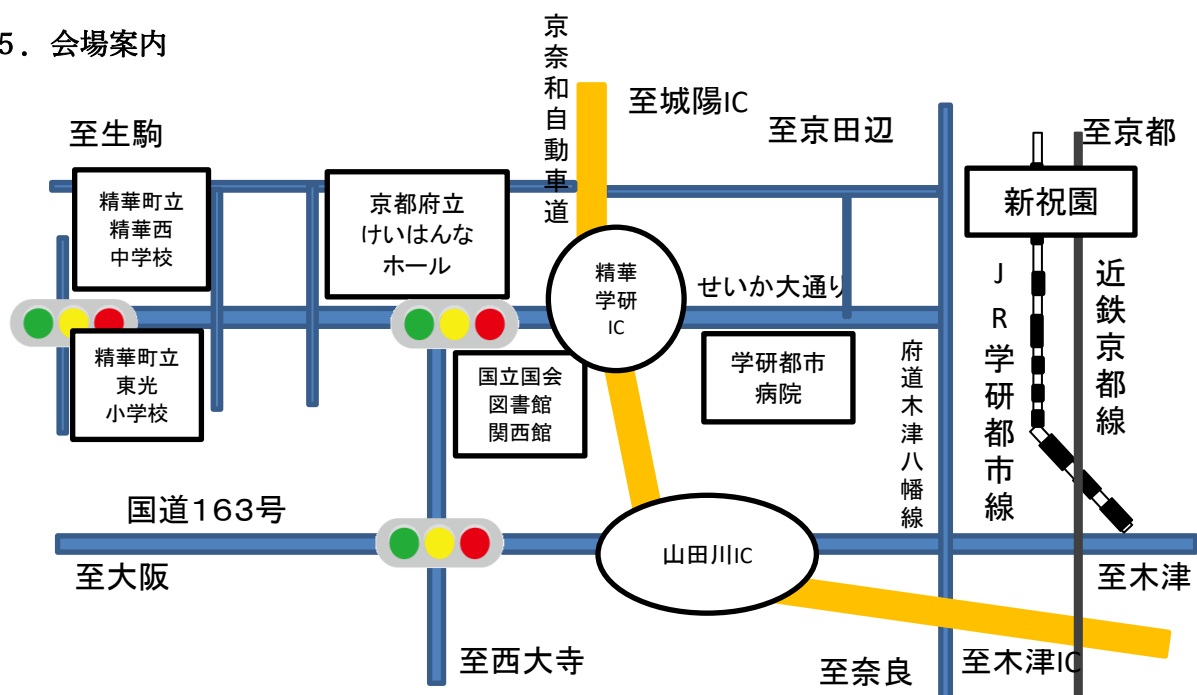 5．会場案内
京奈和自動車道
至城陽IC
至京田辺
至生駒
至京都
精華町立
精華西
中学校
京都府立
けいはんな
ホール
新祝園
精華
学研
IC
せいか大通り
JR学研都市線
近鉄京都線
精華町立
東光
小学校
国立国会
図書館
関西館
学研都市
病院
府道木津八幡線
国道163号
山田川IC
至大阪
至木津
至西大寺
至奈良
至木津IC